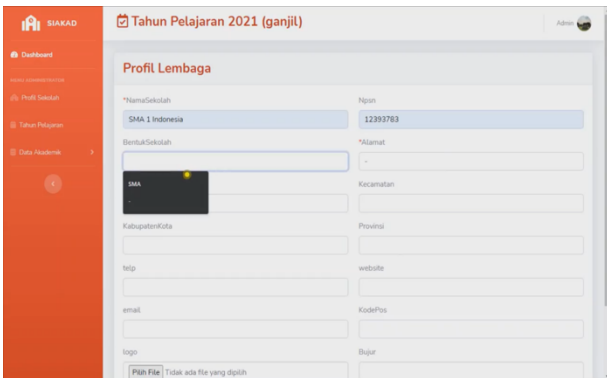 SIAKAD
Tahun Pelajaran 2021 (ganjil)
Admin
Dashboard
MENU ADMINISTRATOR
Profil Sekolah
Tahun Pelajaran
Data Akademik
Profil Lembaga
*NamaSekolah
Npsn
SMA 1 Indonesia
12393783
BentukSekolah
*Alamat
-
SMA
-
Kecamatan
KabupatenKota
Provinsi
telp
website
email
KodePos
logo
Bujur
Pilih File Tidak ada file yang dipilih